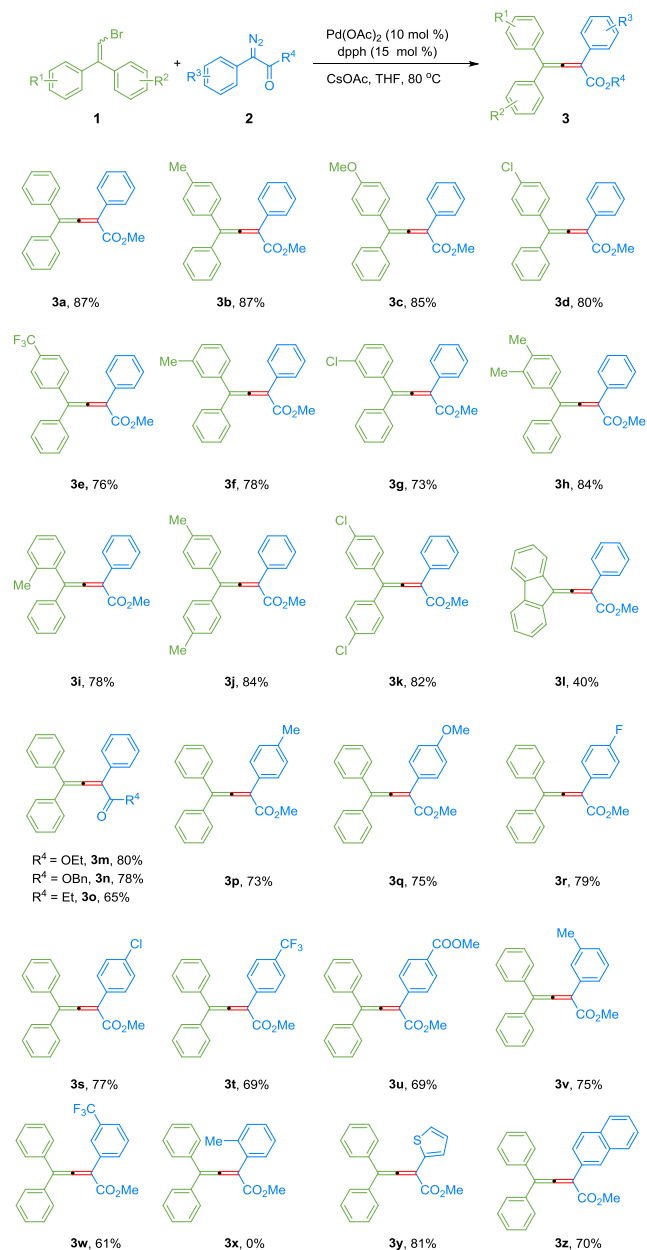 Br
R1
R2
1
+
N2
R4
R3
O
2
Pd(OAc)2 (10 mol %)
dpph (15 mol %)
CsOAc, THF, 80 oC
R1
R3
CO2R4
R2
3
CO2Me
3a, 87%
Me
CO2Me
3b, 87%
MeO
CO2Me
3c, 85%
Cl
CO2Me
3d, 80%
F3C
CO2Me
3e, 76%
Me
CO2Me
3f, 78%
Cl
CO2Me
3g, 73%
Me
Me
CO2Me
3h, 84%
Me
CO2Me
3i, 78%
Me
CO2Me
Me
3j, 84%
Cl
CO2Me
Cl
3k, 82%
CO2Me
3l, 40%
R4
O
R4 = OEt, 3m, 80%
R4 = OBn, 3n, 78%
R4 = Et, 3o, 65%
Me
CO2Me
3p, 73%
OMe
CO2Me
3q, 75%
F
CO2Me
3r, 79%
Cl
CO2Me
3s, 77%
CF3
CO2Me
3t, 69%
COOMe
CO2Me
3u, 69%
Me
CO2Me
3v, 75%
F3C
CO2Me
3w, 61%
Me
CO2Me
3x, 0%
S
CO2Me
3y, 81%
CO2Me
3z, 70%